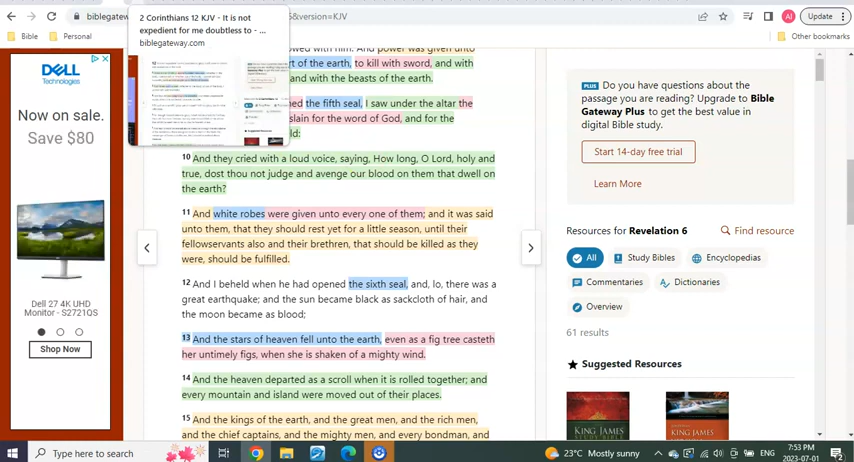 biblegatew
5&version=KJV
AI
Update
Bible
Personal
Other bookmarks
2 Corinthians 12 KJV - It is not
expedient for me doubtless to - ...
biblegateway.com
DELL
Technologies
Now on sale.
Save $80
Dell 27 4K UHD
Monitor - S2721QS
Shop Now
owed with him. And power was given unto
rt of the earth, to kill with sword, and with
and with the beasts of the earth.
ned the fifth seal, I saw under the altar the
slain for the word of God, and for the
ld:
10 And they cried with a loud voice, saying, How long, O Lord, holy and
true, dost thou not judge and avenge our blood on them that dwell on
the earth?
11 And white robes were given unto every one of them; and it was said
unto them, that they should rest yet for a little season, until their
fellowservants also and their brethren, that should be killed as they
were, should be fulfilled.
12 And I beheld when he had opened the sixth seal, and, lo, there was a
great earthquake; and the sun became black as sackcloth of hair, and
the moon became as blood;
13 And the stars of heaven fell unto the earth, even as a fig tree casteth
her untimely figs, when she is shaken of a mighty wind.
14 And the heaven departed as a scroll when it is rolled together; and
every mountain and island were moved out of their places.
15 And the kings of the earth, and the great men, and the rich men,
and the chief captains, and the mighty men, and every bondman, and
PLUS Do you have questions about the
passage you are reading? Upgrade to Bible
Gateway Plus to get the best value in
digital Bible study.
Start 14-day free trial
Learn More
Resources for Revelation 6
Find resource
All
Study Bibles
Encyclopedias
Commentaries
Dictionaries
Overview
61 results
Suggested Resources
KING JAMES
KING JAMES
Type here to search
23°C Mostly sunny
ENG
7:53 PM
2023-07-01
2